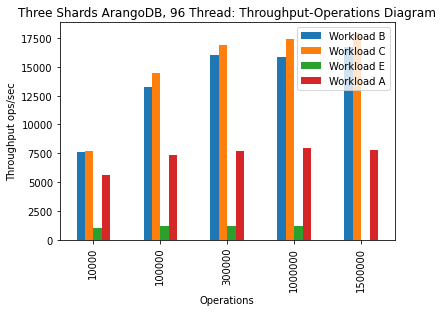 Three Shards ArangoDB, 96 Thread: Throughput-Operations Diagram
Workload B
Workload C
Workload E
Workload A
Throughput ops/sec
17500
15000
12500
10000
7500
5000
2500
0
10000
100000
300000
1000000
1500000
Operations